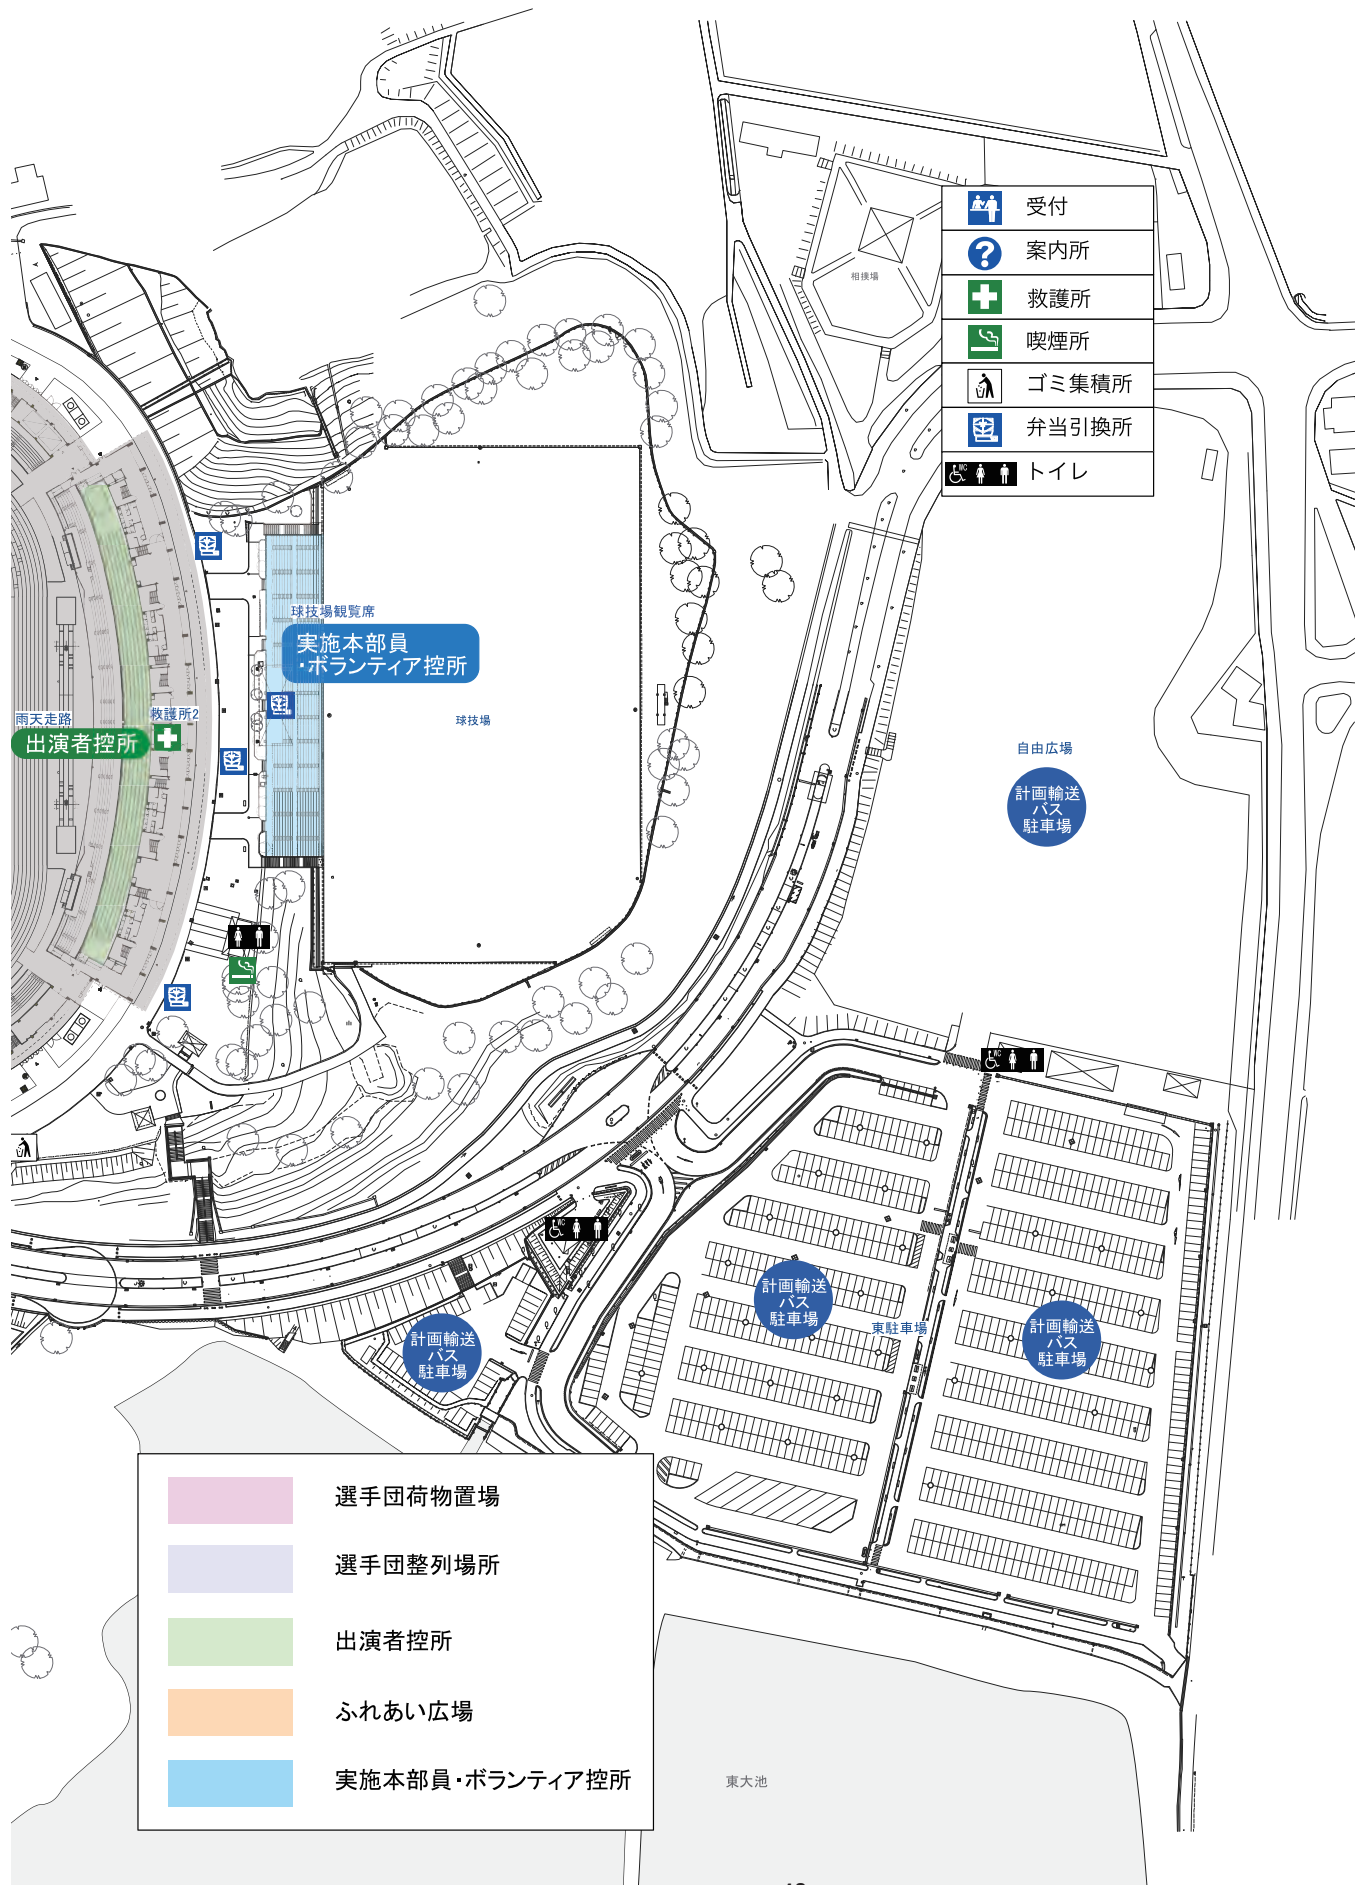 受付
案内所
相撲場
救護所
喫煙所
ゴミ集積所
弁当引換所
WC
トイレ
球技場観覧席
実施本部員
・ボランティア控所
雨天走路
救護所2
球技場
出演者控所
自由広場
計画輸送
バス
駐車場
WC
WC
計画輸送
バス
駐車場
東駐車場
計画輸送
バス
駐車場
計画輸送
バス
駐車場
選手団荷物置場
選手団整列場所
出演者控所
ふれあい広場
実施本部員・ボランティア控所
東大池